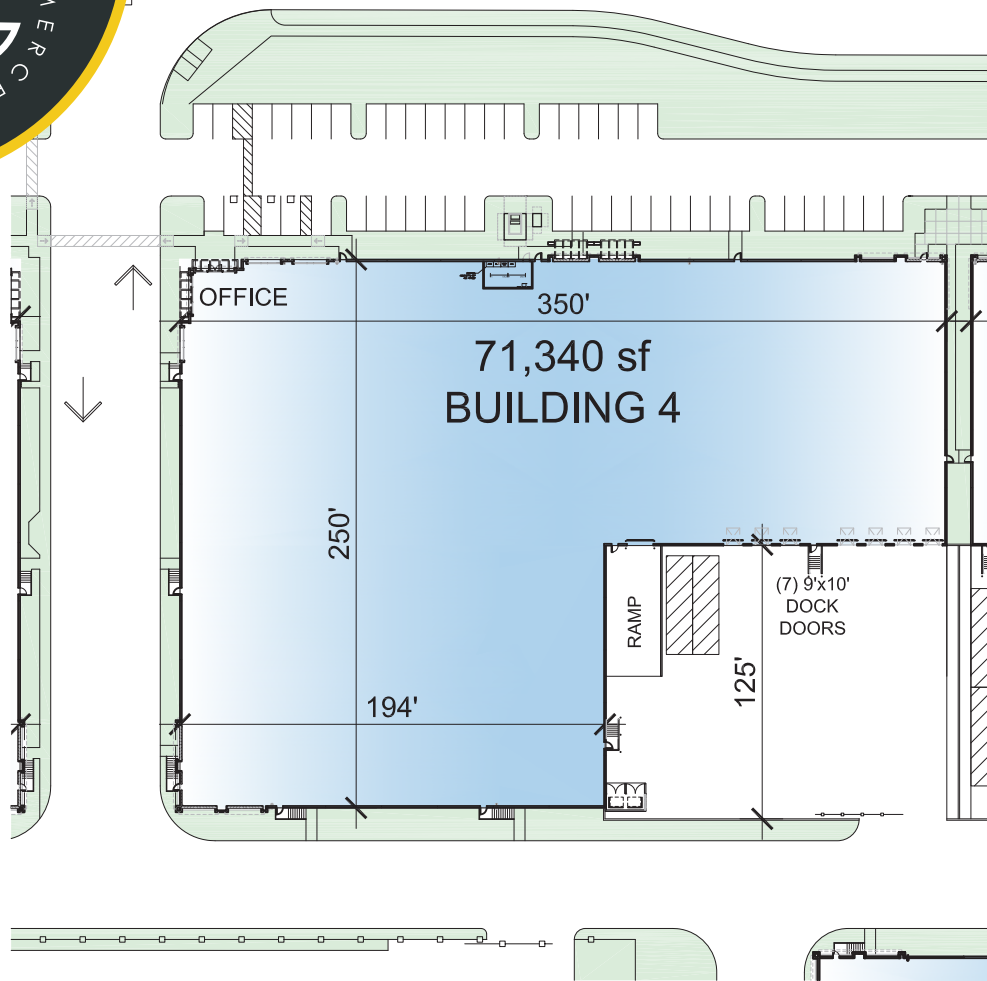 OFFICE
350'
71,340 sf
BUILDING 4
250'
(7) 9'x10'
DOCK
DOORS
RAMP
125'
194'